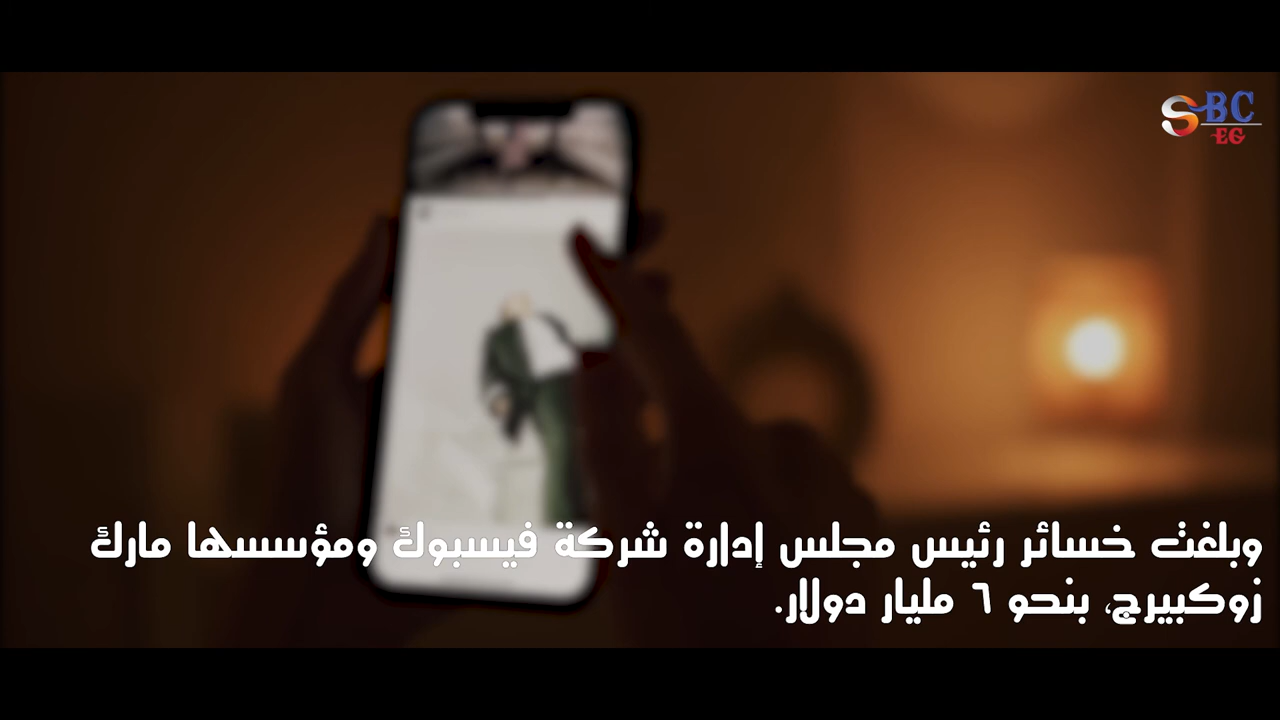 SBC
EG
وبلغت خسائر رئيس مجلس إدارة شركة فيسبوك ومؤسسها مارك
زوكبيرج، بنحو ٦ مليار دولار.